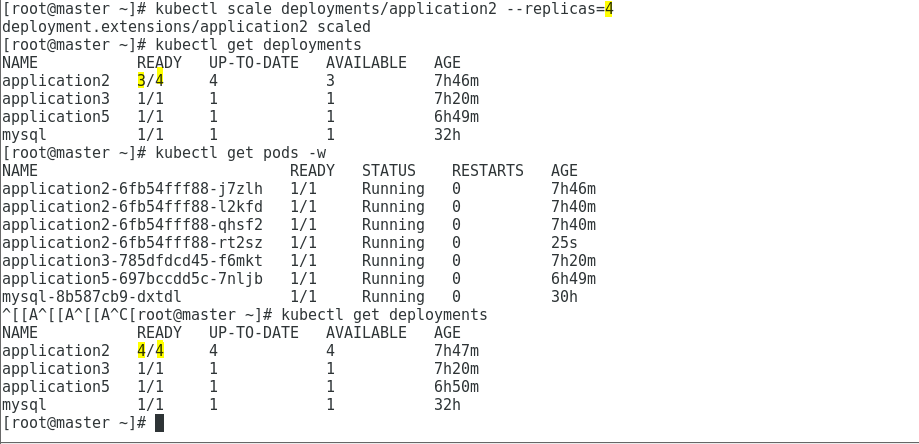 [root@master ~]# kubectl scale deployments/application2 --replicas=4
deployment.extensions/application2 scaled
[root@master ~]# kubectl get deployments
NAME           READY   UP-TO-DATE   AVAILABLE   AGE
application2   3/4     4            3           7h46m
application3   1/1     1            1           7h20m
application5   1/1     1            1           6h49m
mysql          1/1     1            1           32h
[root@master ~]# kubectl get pods -w
NAME                            READY   STATUS    RESTARTS   AGE
application2-6fb54fff88-j7zlh   1/1     Running   0          7h46m
application2-6fb54fff88-l2kfd   1/1     Running   0          7h40m
application2-6fb54fff88-qhsf2   1/1     Running   0          7h40m
application2-6fb54fff88-rt2sz   1/1     Running   0          25s
application3-785dfdcd45-f6mkt   1/1     Running   0          7h20m
application5-697bccdd5c-7nljb   1/1     Running   0          6h49m
mysql-8b587cb9-dxtdl            1/1     Running   0          30h
^[[A^[[A^[[A^C[root@master ~]# kubectl get deployments
NAME           READY   UP-TO-DATE   AVAILABLE   AGE
application2   4/4     4            4           7h47m
application3   1/1     1            1           7h20m
application5   1/1     1            1           6h50m
mysql          1/1     1            1           32h
[root@master ~]#